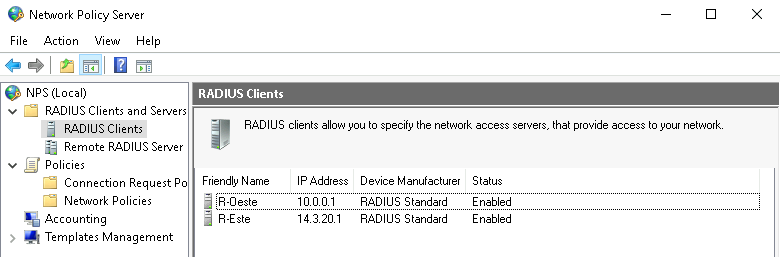 Network Policy Server
File Action View Help
NPS (Local)
RADIUS Clients and Servers
RADIUS Clients
Remote RADIUS Server
Policies
Connection Request Po
Network Policies
Accounting
Templates Management
RADIUS Clients
RADIUS clients allow you to specify the network access servers, that provide access to your network.
Friendly Name IP Address Device Manufacturer Status
R-Oeste 10.0.0.1 RADIUS Standard Enabled
R-Este 14.3.20.1 RADIUS Standard Enabled